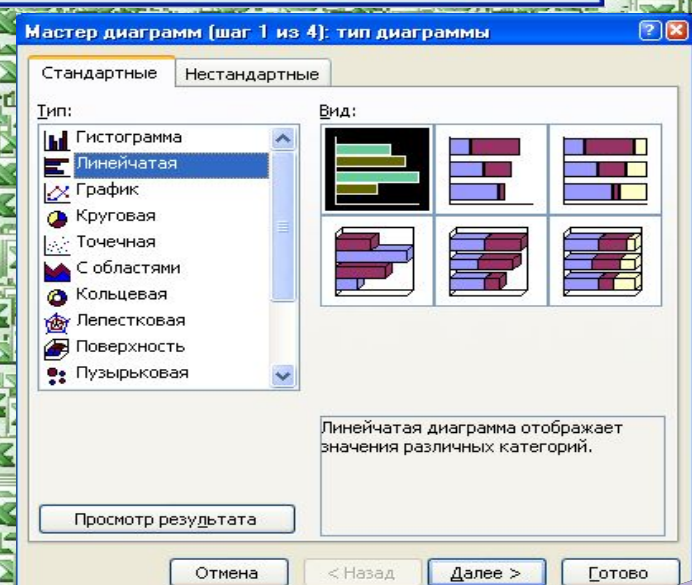 Мастер диаграмм (шаг 1 из 4): тип диаграммы
Стандартные
Нестандартные
Тип:
Гистограмма
Линейчатая
График
Круговая
Точечная
С областями
Кольцевая
Лепестковая
Поверхность
Пузырьковая
Вид:
Линейчатая диаграмма отображает
значения различных категорий.
Просмотр результата
Отмена
< Назад
Далее >
Готово